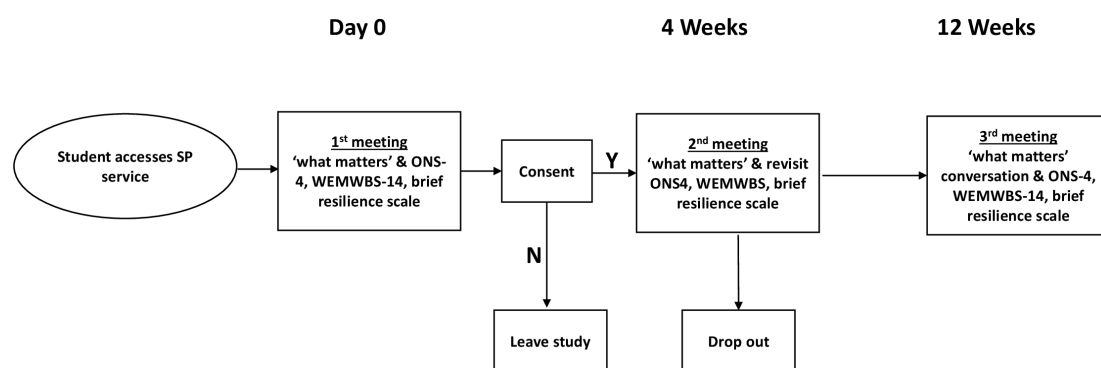 Day 0
4 Weeks
12 Weeks
Student accesses SP
service
1st meeting
‘what matters’ & ONS-
4, WEMWBS-14, brief
resilience scale
Consent
Y
N
2nd meeting
‘what matters’ & revisit
ONS4, WEMWBS, brief
resilience scale
3rd meeting
‘what matters’
conversation & ONS-4,
WEMWBS-14, brief
resilience scale
Leave study
Drop out